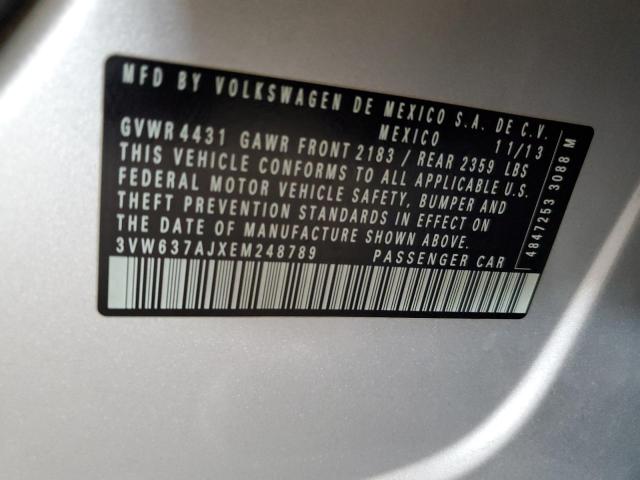 MFD BY VOLKSWAGEN DE MEXICO S.A. DE C.V.
MEXICO 11/13
GVWR 4431 GAWR FRONT 2183 / REAR 2359 LBS
THIS VEHICLE CONFORMS TO ALL APPLICABLE U.S.
FEDERAL MOTOR VEHICLE SAFETY, BUMPER AND
THEFT PREVENTION STANDARDS IN EFFECT ON
THE DATE OF MANUFACTURE SHOWN ABOVE.
3VW637AJXEM248789 PASSENGER CAR
4847253 3088 M